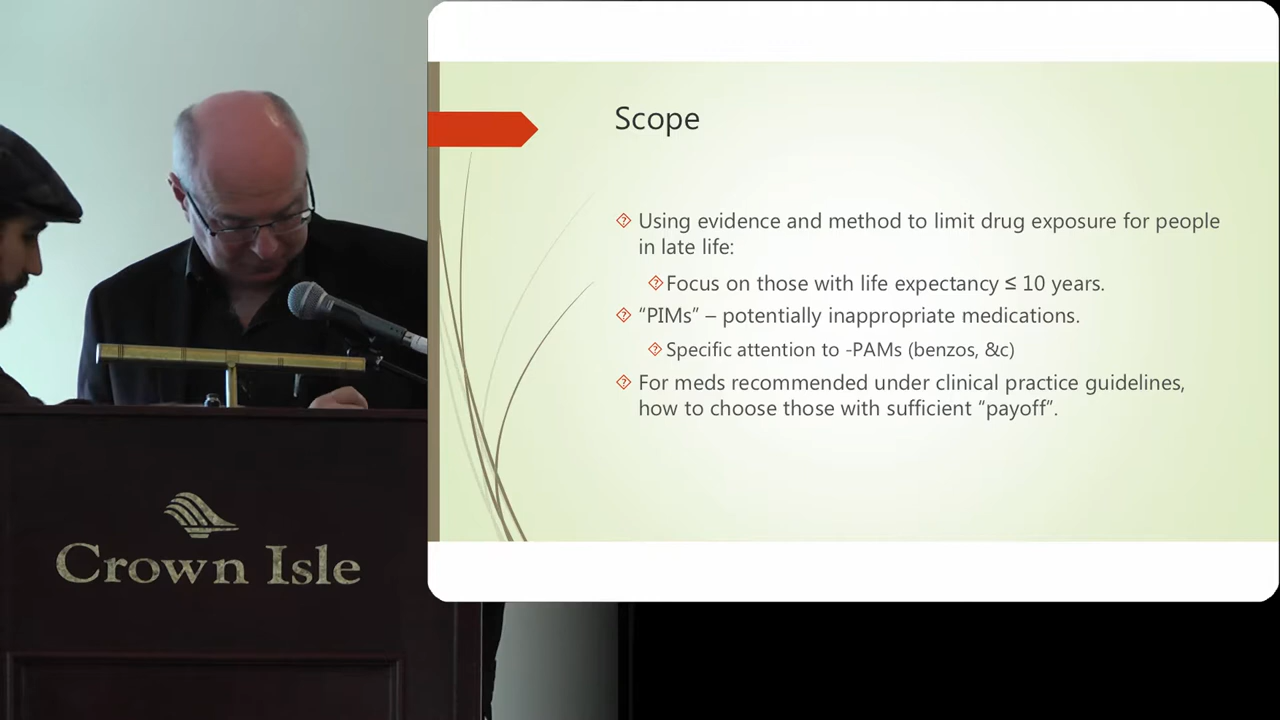 Scope
Using evidence and method to limit drug exposure for people
in late life:
Focus on those with life expectancy ≤ 10 years.
“PIMs” – potentially inappropriate medications.
Specific attention to -PAMs (benzos, &c)
For meds recommended under clinical practice guidelines,
how to choose those with sufficient “payoff”.
Crown Isle